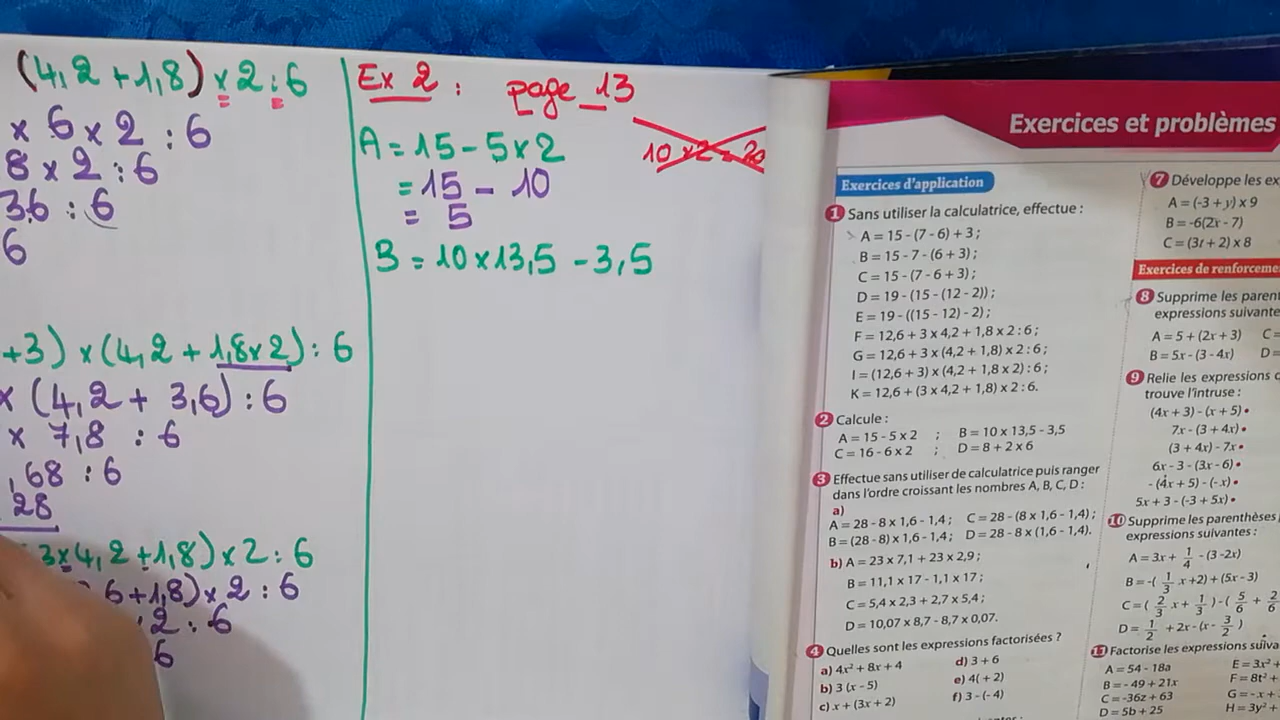 (4,2 + 1,8) x 2 : 6
x 6 x 2 : 6
8 x 2 : 6
36 : 6
6
+3) x (4,2 + 1,8x2) : 6
x (4,2 + 3,6) : 6
x 7,8 : 6
,68 : 6
28
3x4,2 +1,8) x 2 : 6
6+1,8) x 2 : 6
2 : 6
6
Ex 2 : page 13
A = 15 - 5 x 2
= 15 - 10
= 5
B = 10 x 13,5 - 3,5
10 x2 = 20
Exercices et problèmes
Exercices d'application
1 Sans utiliser la calculatrice, effectue :
A = 15 - (7 - 6) + 3 ;
B = 15 - 7 - (6 + 3) ;
C = 15 - (7 - 6 + 3) ;
D = 19 - (15 - (12 - 2)) ;
E = 19 - ((15 - 12) - 2) ;
F = 12,6 + 3 x 4,2 + 1,8 x 2 : 6 ;
G = 12,6 + 3 x (4,2 + 1,8) x 2 : 6 ;
I = (12,6 + 3) x (4,2 + 1,8 x 2) : 6 ;
K = 12,6 + (3 x 4,2 + 1,8) x 2 : 6.
2 Calcule :
A = 15 - 5 x 2 ; B = 10 x 13,5 - 3,5
C = 16 - 6 x 2 ; D = 8 + 2 x 6
3 Effectue sans utiliser de calculatrice puis ranger
dans l'ordre croissant les nombres A, B, C, D :
a)
A = 28 - 8 x 1,6 - 1,4 ; C = 28 - (8 x 1,6 - 1,4) ;
B = (28 - 8) x 1,6 - 1,4 ; D = 28 - 8 x (1,6 - 1,4).
b) A = 23 x 7,1 + 23 x 2,9 ;
B = 11,1 x 17 - 1,1 x 17 ;
C = 5,4 x 2,3 + 2,7 x 5,4 ;
D = 10,07 x 8,7 - 8,7 x 0,07.
4 Quelles sont les expressions factorisées ?
a) 4x² + 8x + 4 d) 3 + 6
b) 3 (x - 5) e) 4( + 2)
c) x + (3x + 2) f) 3 - (- 4)
7 Développe les ex
A = (-3 + y) x 9
B = -6(2x - 7)
C = (3t + 2) x 8
Exercices de renforceme
8 Supprime les paren
expressions suivante
A = 5 + (2x + 3) C =
B = 5x - (3 - 4x) D =
9 Relie les expressions
trouve l'intruse :
(4x + 3) - (x + 5) •
7x - (3 + 4x) •
(3 + 4x) - 7x •
6x - 3 - (3x - 6) •
- (4x + 5) - (- x) •
5x + 3 - (-3 + 5x) •
10 Supprime les parenthèses
expressions suivantes :
A = 3x + 1/4 - (3 -2x)
B = -( 1/3 x +2) + (5x - 3)
C = ( 2/3 x + 1/3 ) - ( 5/6 + 2/6
D = 1/2 + 2x - (x - 3/2 )
11 Factorise les expressions suiva
A = 54 - 18a E = 3x² +
B = - 49 + 21x F = 8t² +
C = -36z + 63 G = - x +
D = 5b + 25 H = 3y² +